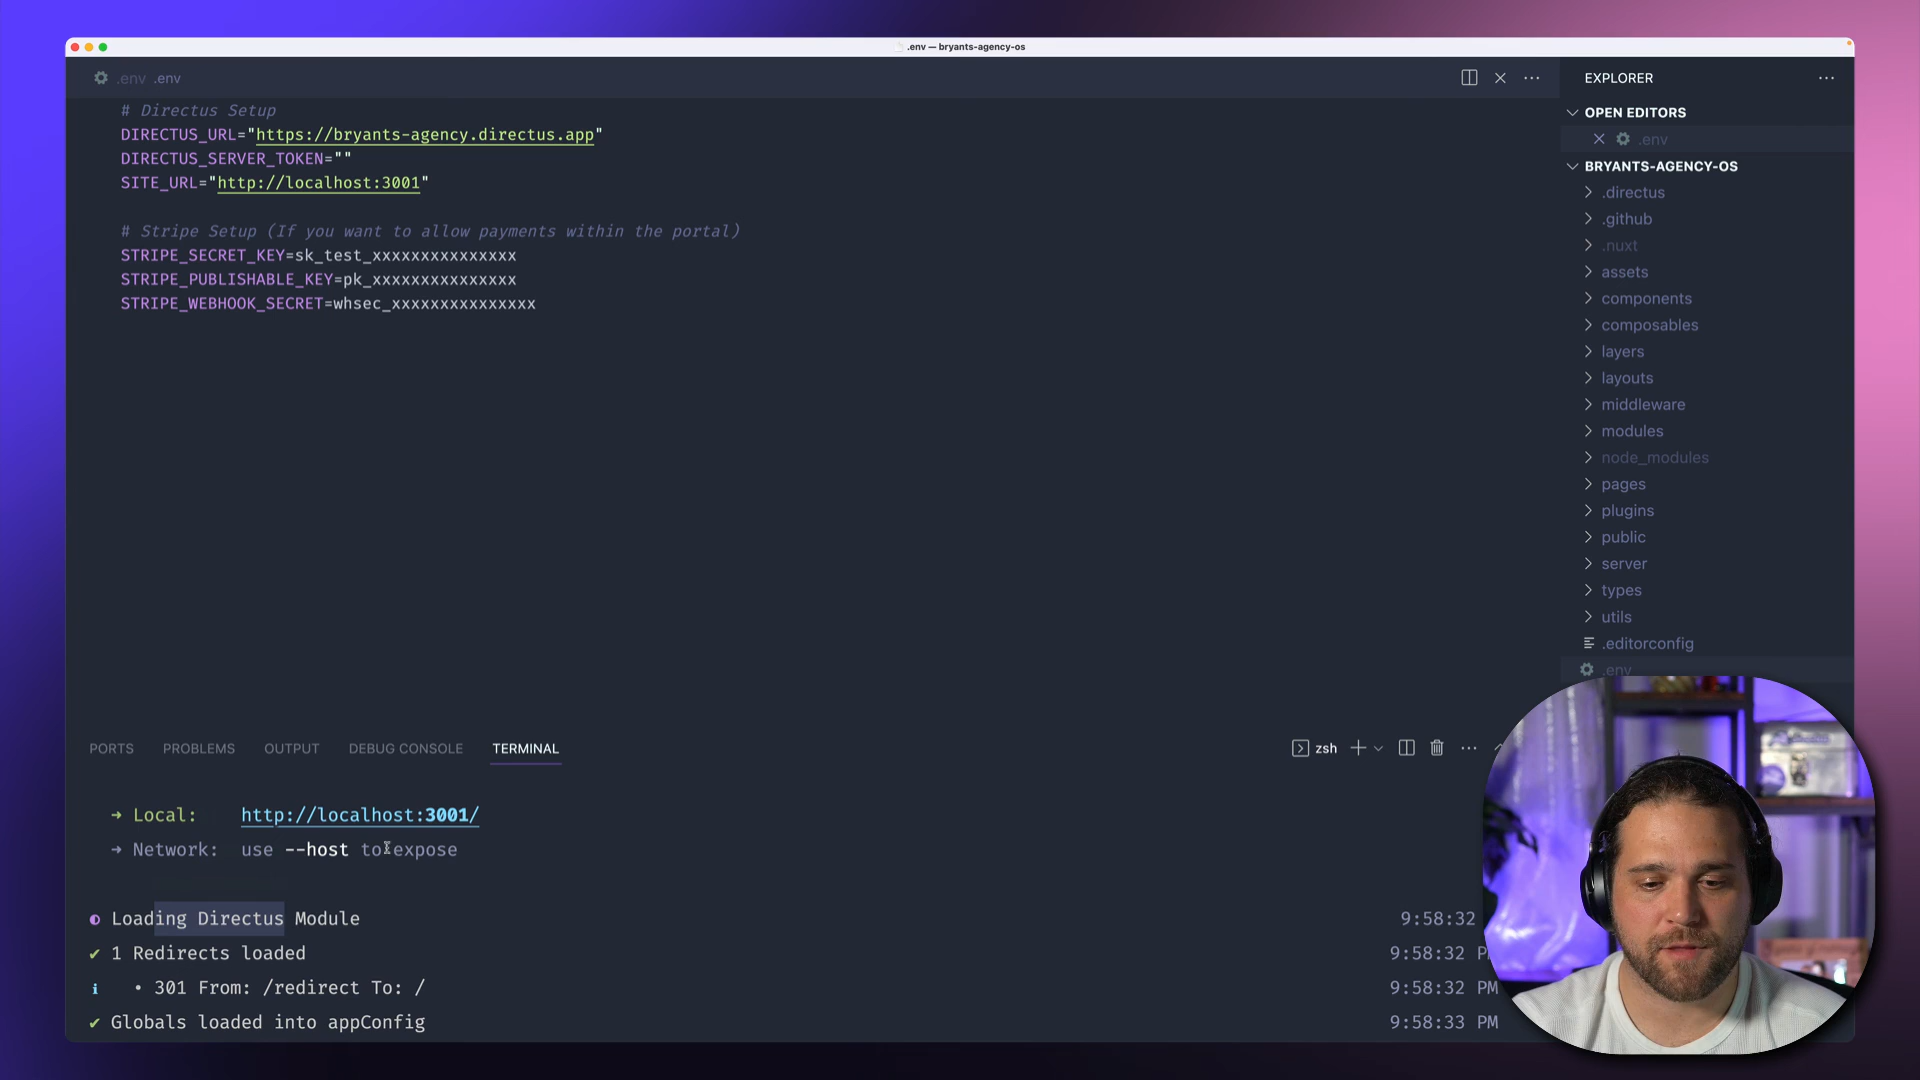 .env — bryants-agency-os
.env .env
# Directus Setup
DIRECTUS_URL="https://bryants-agency.directus.app"
DIRECTUS_SERVER_TOKEN=""
SITE_URL="http://localhost:3001"
# Stripe Setup (If you want to allow payments within the portal)
STRIPE_SECRET_KEY=sk_test_xxxxxxxxxxxxxxx
STRIPE_PUBLISHABLE_KEY=pk_xxxxxxxxxxxxxxx
STRIPE_WEBHOOK_SECRET=whsec_xxxxxxxxxxxxxxx
EXPLORER
OPEN EDITORS
.env
BRYANTS-AGENCY-OS
.directus
.github
.nuxt
assets
components
composables
layers
layouts
middleware
modules
node_modules
pages
plugins
public
server
types
utils
.editorconfig
.env
PORTS PROBLEMS OUTPUT DEBUG CONSOLE TERMINAL
zsh
➜ Local: http://localhost:3001/
➜ Network: use --host to expose
Loading Directus Module 9:58:32
✔ 1 Redirects loaded 9:58:32
ℹ • 301 From: /redirect To: / 9:58:32 PM
✔ Globals loaded into appConfig 9:58:33 PM